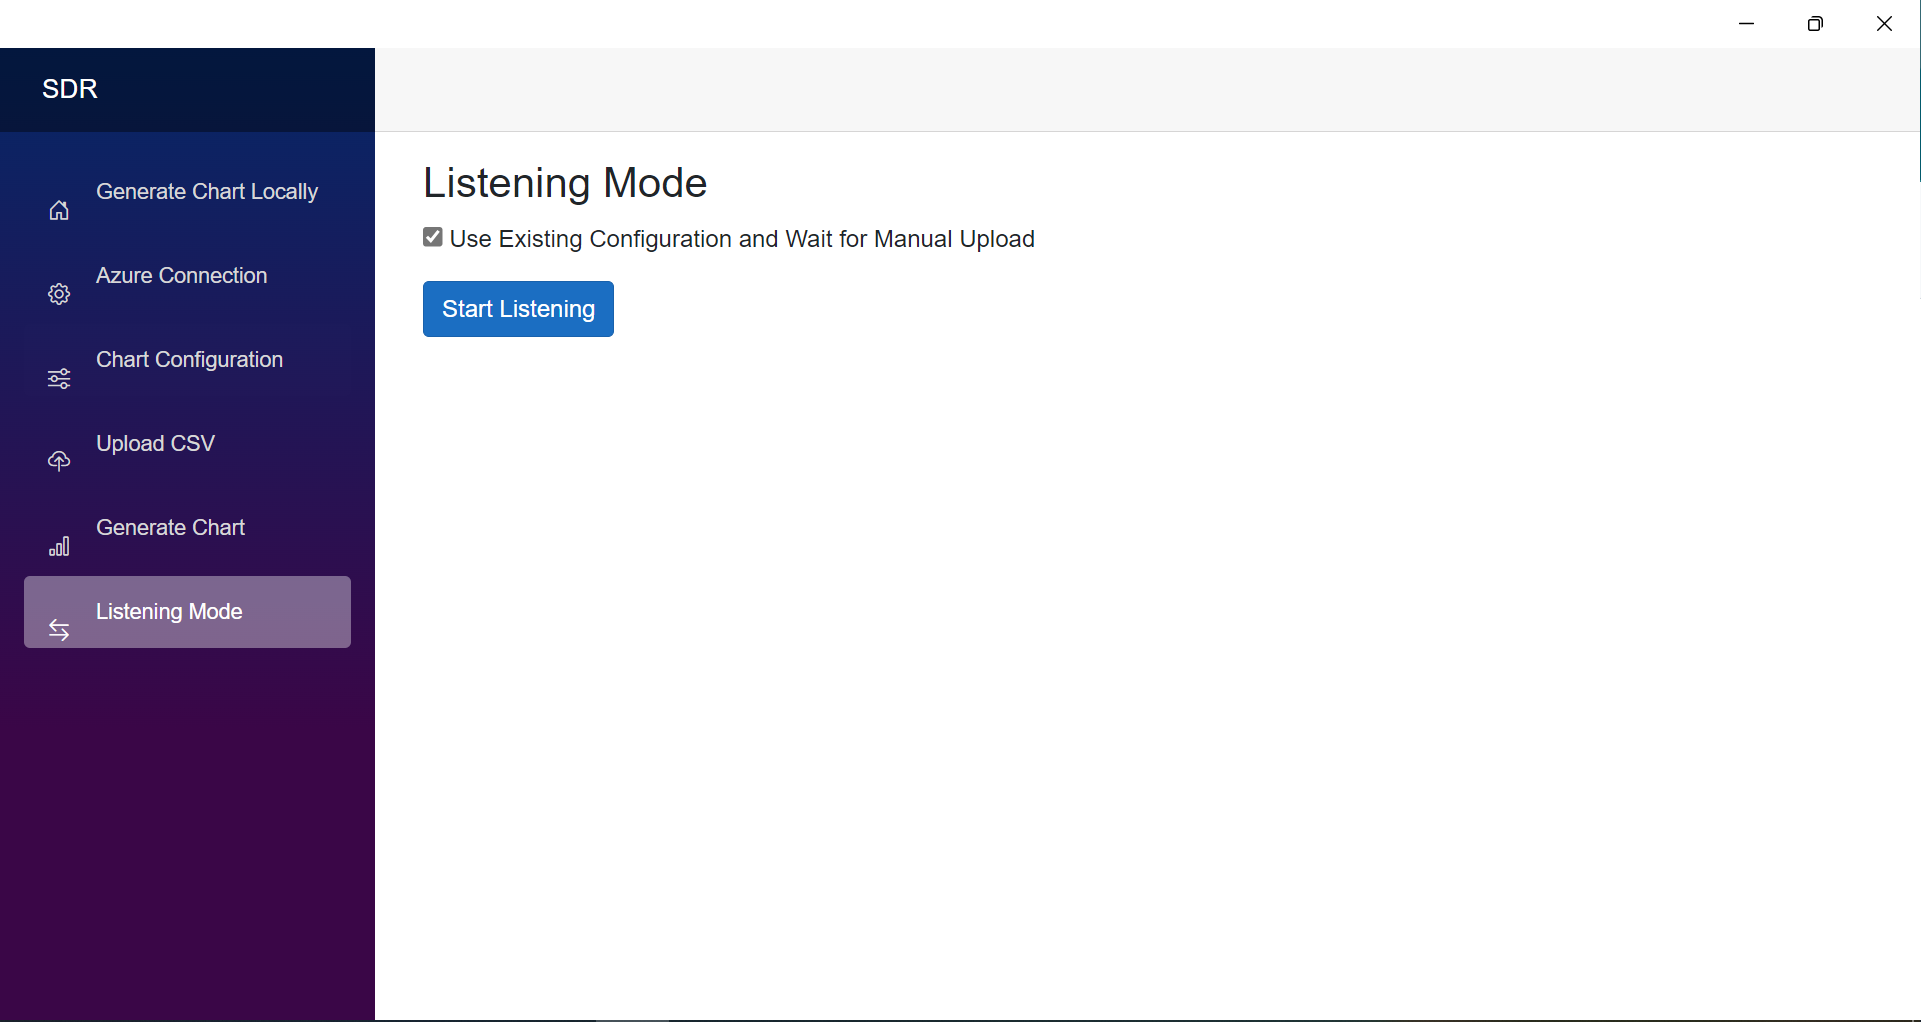 SDR
Generate Chart Locally
Azure Connection
Chart Configuration
Upload CSV
Generate Chart
Listening Mode
Listening Mode
Use Existing Configuration and Wait for Manual Upload
Start Listening